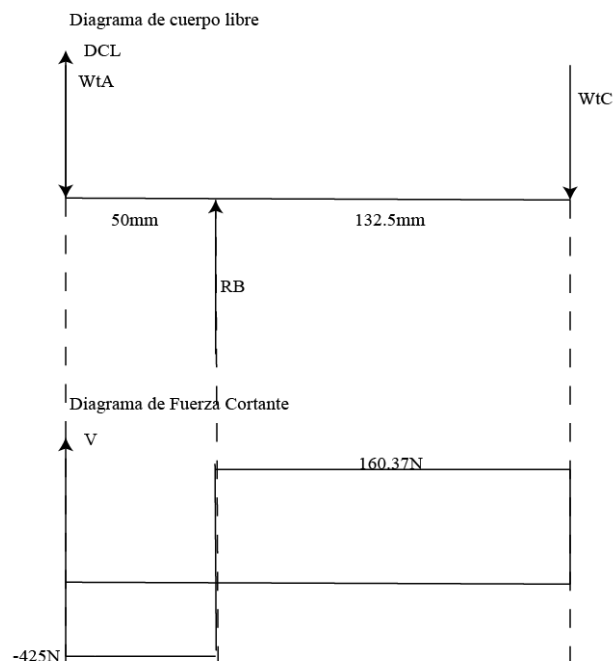 Diagrama de cuerpo libre
DCL
WtA
WtC
50mm
132.5mm
RB
Diagrama de Fuerza Cortante
V
160.37N
-425N